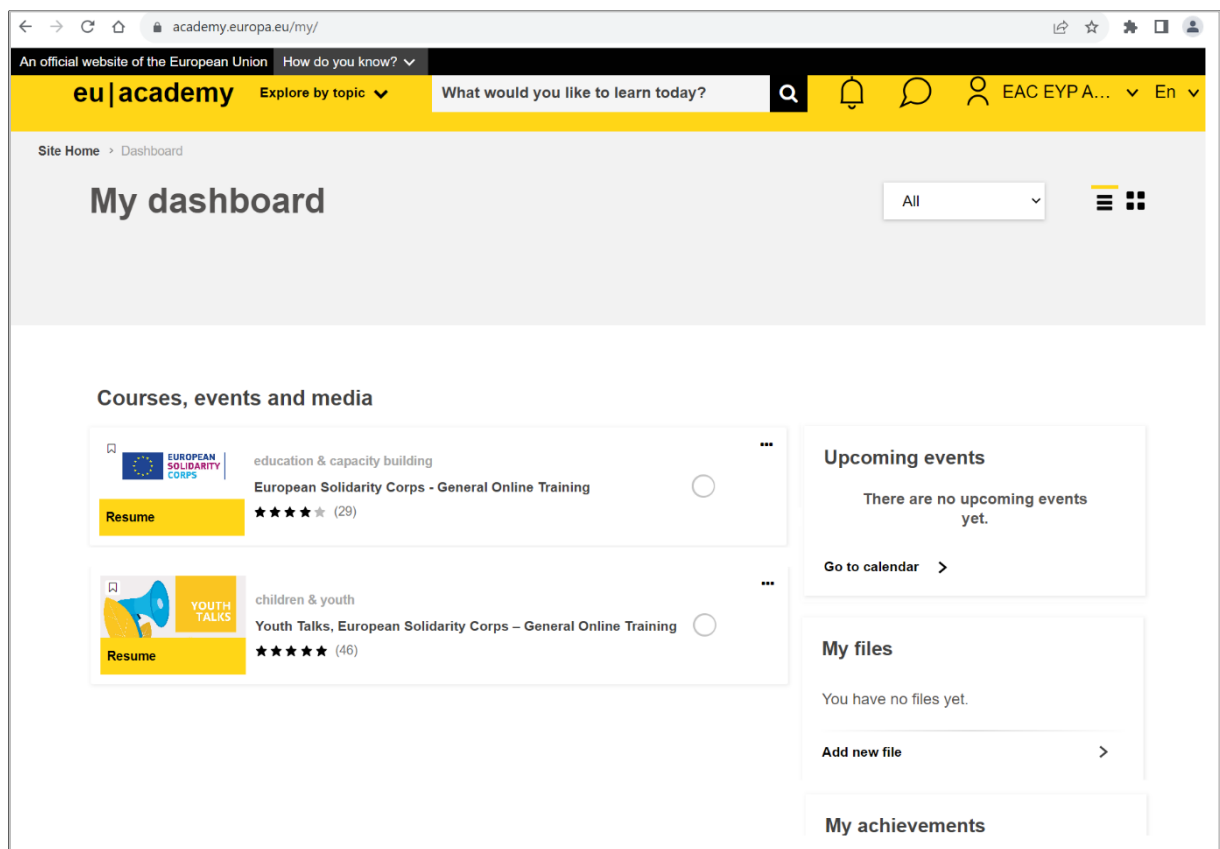 academy.europa.eu/my/
An official website of the European Union How do you know?
eu|academy Explore by topic What would you like to learn today? EAC EYP A... En
Site Home > Dashboard
My dashboard
All
Courses, events and media
EUROPEAN
SOLIDARITY
CORPS
education & capacity building
European Solidarity Corps - General Online Training
Resume
(29)
YOUTH
TALKS
children & youth
Youth Talks, European Solidarity Corps – General Online Training
Resume
(46)
Upcoming events
There are no upcoming events
yet.
Go to calendar
My files
You have no files yet.
Add new file
My achievements